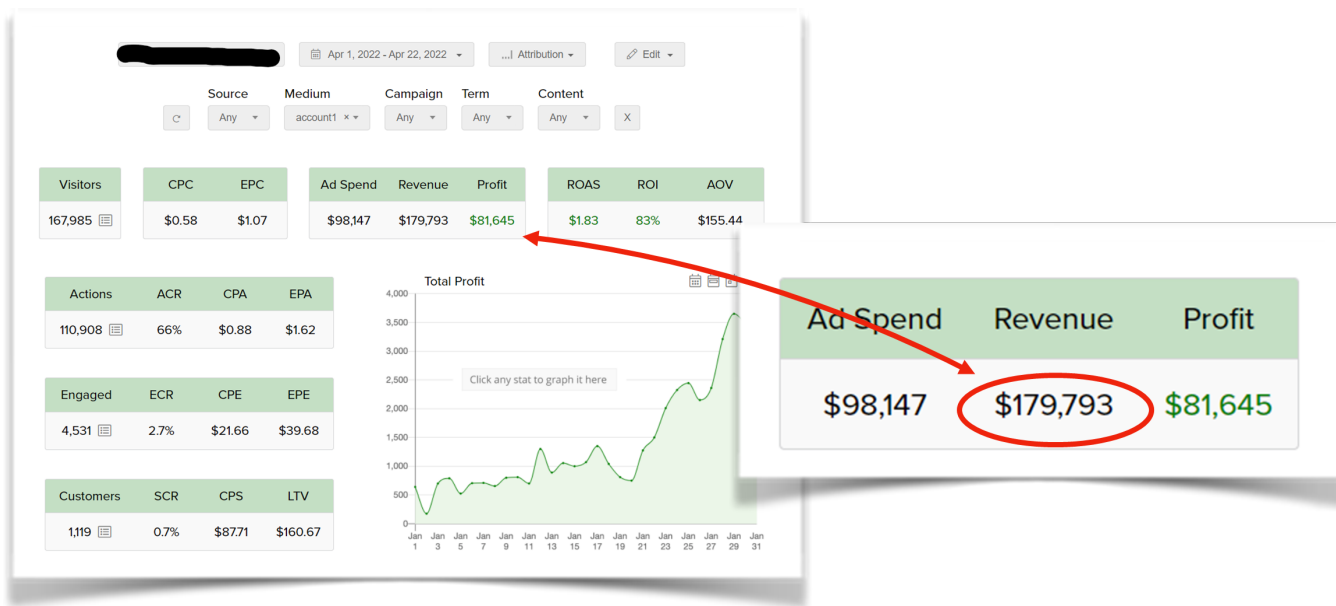 Apr 1, 2022 - Apr 22, 2022
Attribution
Edit
Source Medium Campaign Term Content
Any account1 × Any Any Any X
Visitors CPC EPC Ad Spend Revenue Profit ROAS ROI AOV
167,985 $0.58 $1.07 $98,147 $179,793 $81,645 $1.83 83% $155.44
Actions ACR CPA EPA
110,908 66% $0.88 $1.62
Engaged ECR CPE EPE
4,531 2.7% $21.66 $39.68
Customers SCR CPS LTV
1,119 0.7% $87.71 $160.67
Total Profit
4,000
3,500
3,000
2,500
2,000
1,500
1,000
500
0
Click any stat to graph it here
Jan Jan Jan Jan Jan Jan Jan Jan Jan Jan Jan Jan Jan Jan Jan Jan
1 3 5 7 9 11 13 15 17 19 21 23 25 27 29 31
Ad Spend Revenue Profit
$98,147 $179,793 $81,645